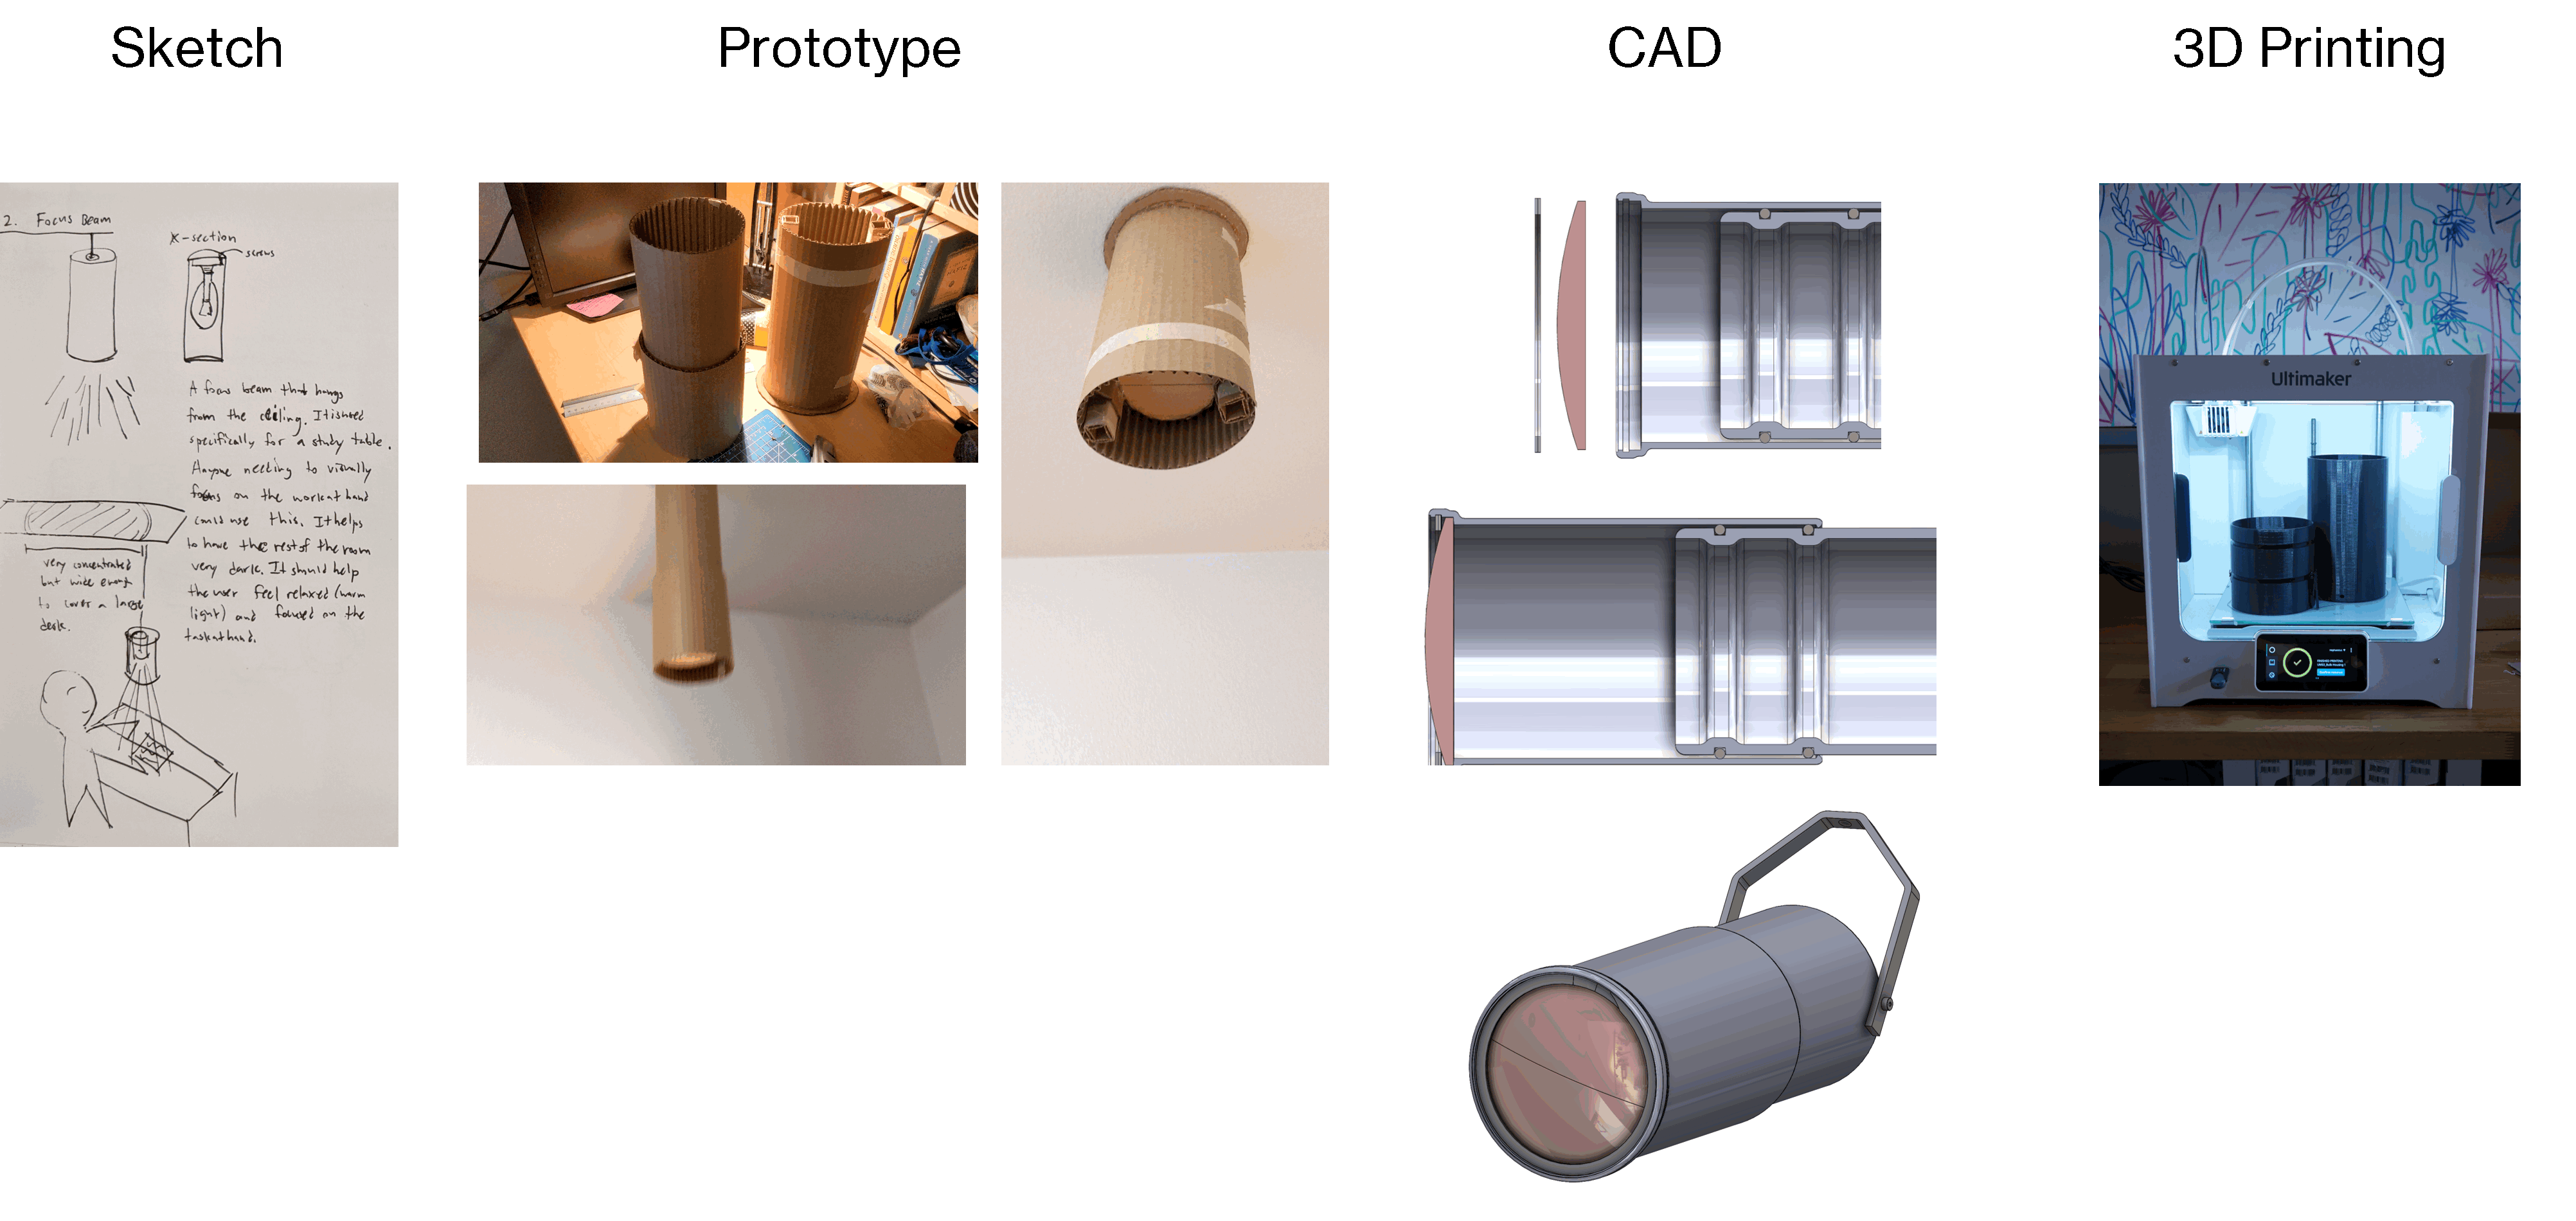 Sketch
Prototype
CAD
3D Printing
2. Focus Beam
X-section
screws
A focus beam that hangs
from the ceiling. It is used
specifically for a study table.
Anyone needing to visually
focus on the work at hand
could use this. It helps
to have the rest of the room
very dark. It should help
the user feel relaxed (warm
light) and focused on the
task at hand.
very concentrated
but wide enough
to cover a large
desk.
Ultimaker